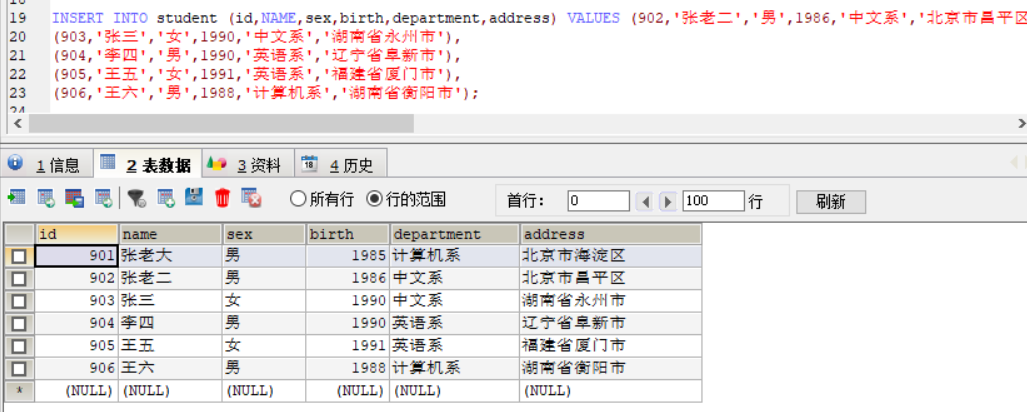 19 INSERT INTO student (id,NAME,sex,birth,department,address) VALUES (902,'张老二','男',1986,'中文系','北京市昌平区
20 (903,'张三','女',1990,'中文系','湖南省永州市'),
21 (904,'李四','男',1990,'英语系','辽宁省阜新市'),
22 (905,'王五','女',1991,'英语系','福建省厦门市'),
23 (906,'王六','男',1988,'计算机系','湖南省衡阳市');
24
1 信息 2 表数据 3 资料 18 4 历史
所有行 行的范围 首行: 0 100 行 刷新
id name sex birth department address
901 张老大 男 1985 计算机系 北京市海淀区
902 张老二 男 1986 中文系 北京市昌平区
903 张三 女 1990 中文系 湖南省永州市
904 李四 男 1990 英语系 辽宁省阜新市
905 王五 女 1991 英语系 福建省厦门市
906 王六 男 1988 计算机系 湖南省衡阳市
* (NULL) (NULL) (NULL) (NULL) (NULL) (NULL)